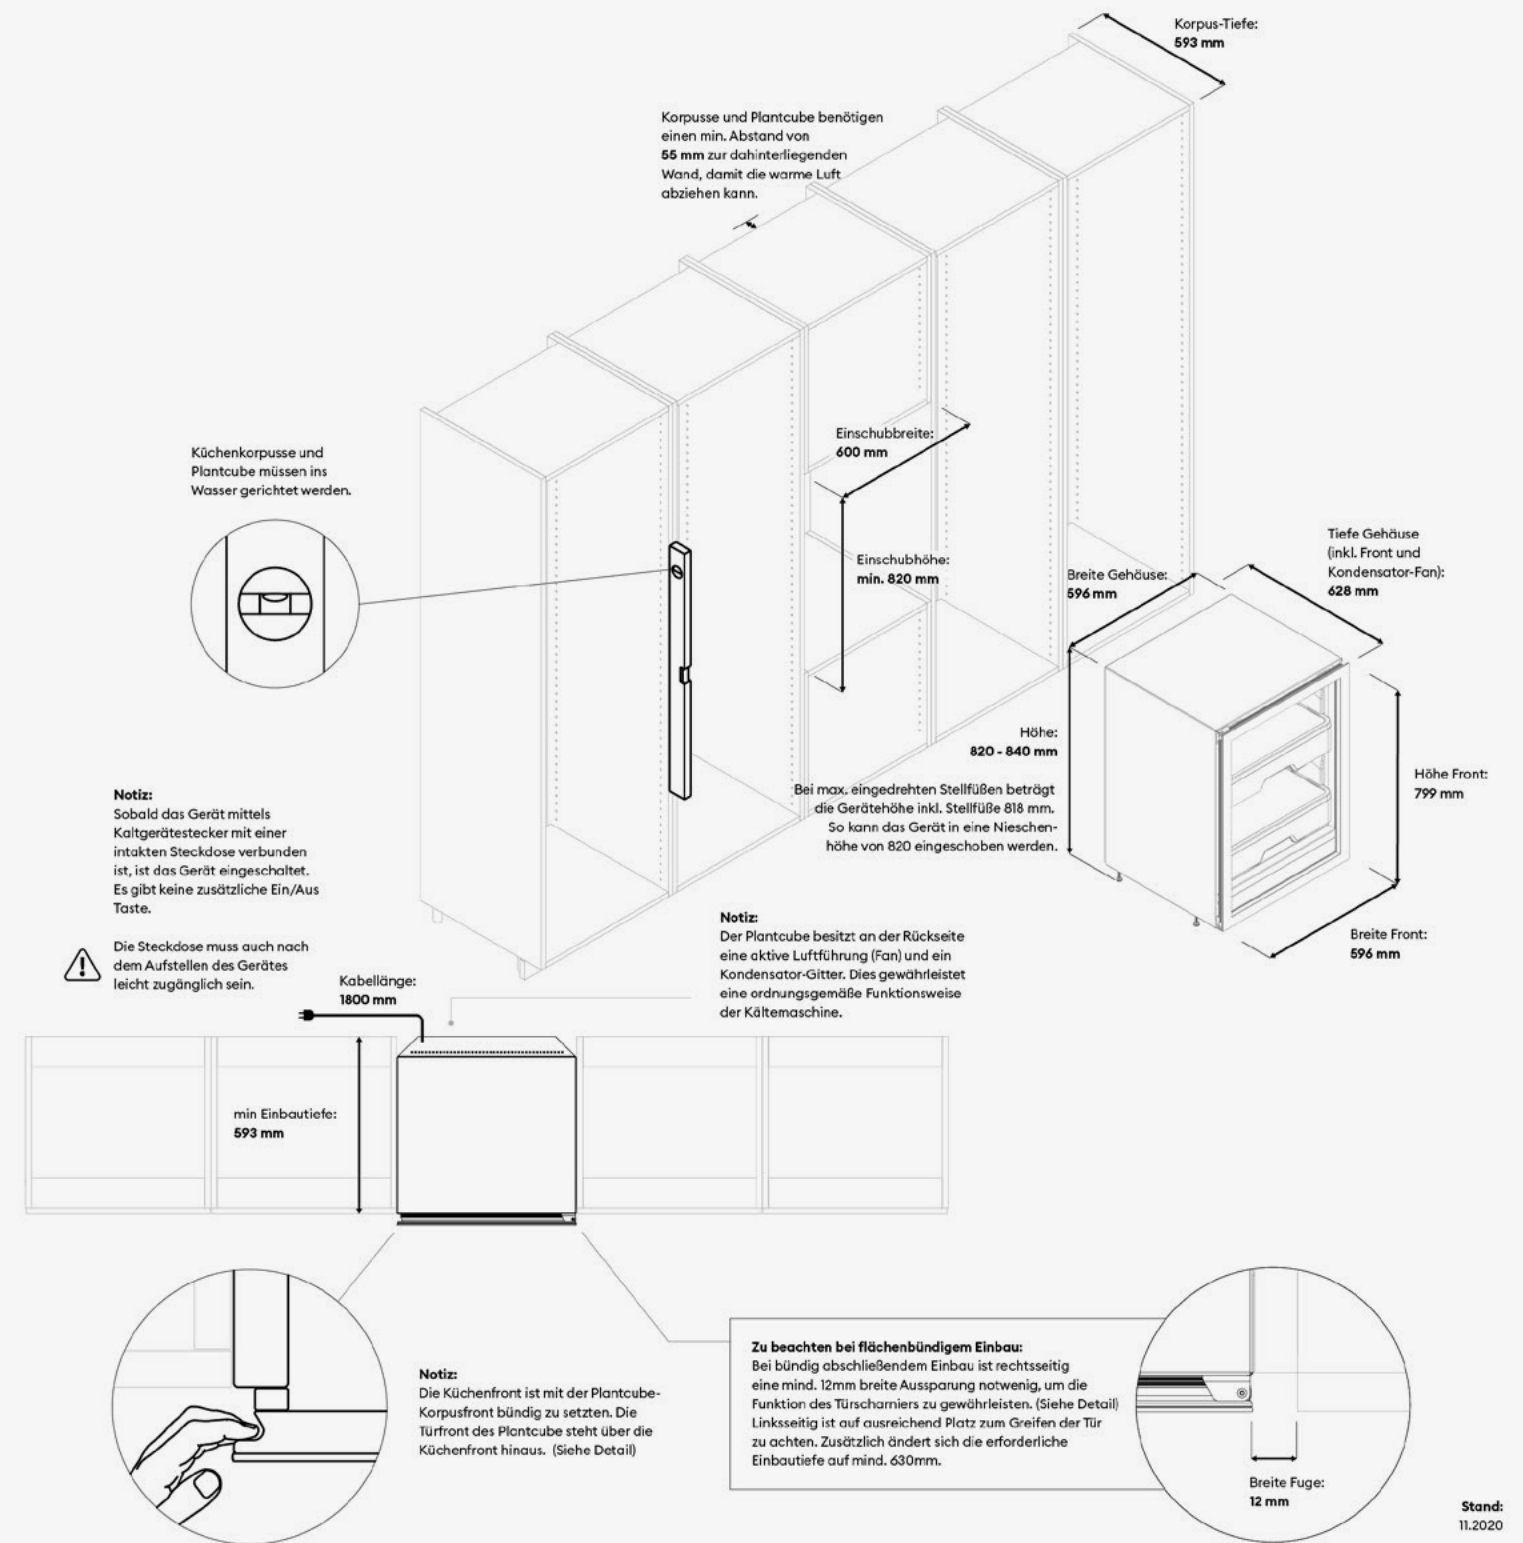 Korpus-Tiefe:
593 mm
Korpusse und Plantcube benötigen
einen min. Abstand von
55 mm zur dahinterliegenden
Wand, damit die warme Luft
abziehen kann.
Einschubbreite:
600 mm
Küchenkorpusse und
Plantcube müssen ins
Wasser gerichtet werden.
Einschubhöhe:
min. 820 mm
Breite Gehäuse:
596 mm
Tiefe Gehäuse
(inkl. Front und
Kondensator-Fan):
628 mm
Höhe:
820 - 840 mm
Bei max. eingedrehten Stellfüßen beträgt
die Gerätehöhe inkl. Stellfüße 818 mm.
So kann das Gerät in eine Nieschen-
höhe von 820 eingeschoben werden.
Höhe Front:
799 mm
Breite Front:
596 mm
Notiz:
Sobald das Gerät mittels
Kaltgerätestecker mit einer
intakten Steckdose verbunden
ist, ist das Gerät eingeschaltet.
Es gibt keine zusätzliche Ein/Aus
Taste.
Die Steckdose muss auch nach
dem Aufstellen des Gerätes
leicht zugänglich sein.
Kabellänge:
1800 mm
Notiz:
Der Plantcube besitzt an der Rückseite
eine aktive Luftführung (Fan) und ein
Kondensator-Gitter. Dies gewährleistet
eine ordnungsgemäße Funktionsweise
der Kältemaschine.
min Einbautiefe:
593 mm
Notiz:
Die Küchenfront ist mit der Plantcube-
Korpusfront bündig zu setzten. Die
Türfront des Plantcube steht über die
Küchenfront hinaus. (Siehe Detail)
Zu beachten bei flächenbündigem Einbau:
Bei bündig abschließendem Einbau ist rechtsseitig
eine mind. 12mm breite Aussparung notwenig, um die
Funktion des Türscharniers zu gewährleisten. (Siehe Detail)
Linksseitig ist auf ausreichend Platz zum Greifen der Tür
zu achten. Zusätzlich ändert sich die erforderliche
Einbautiefe auf mind. 630mm.
Breite Fuge:
12 mm
Stand:
11.2020